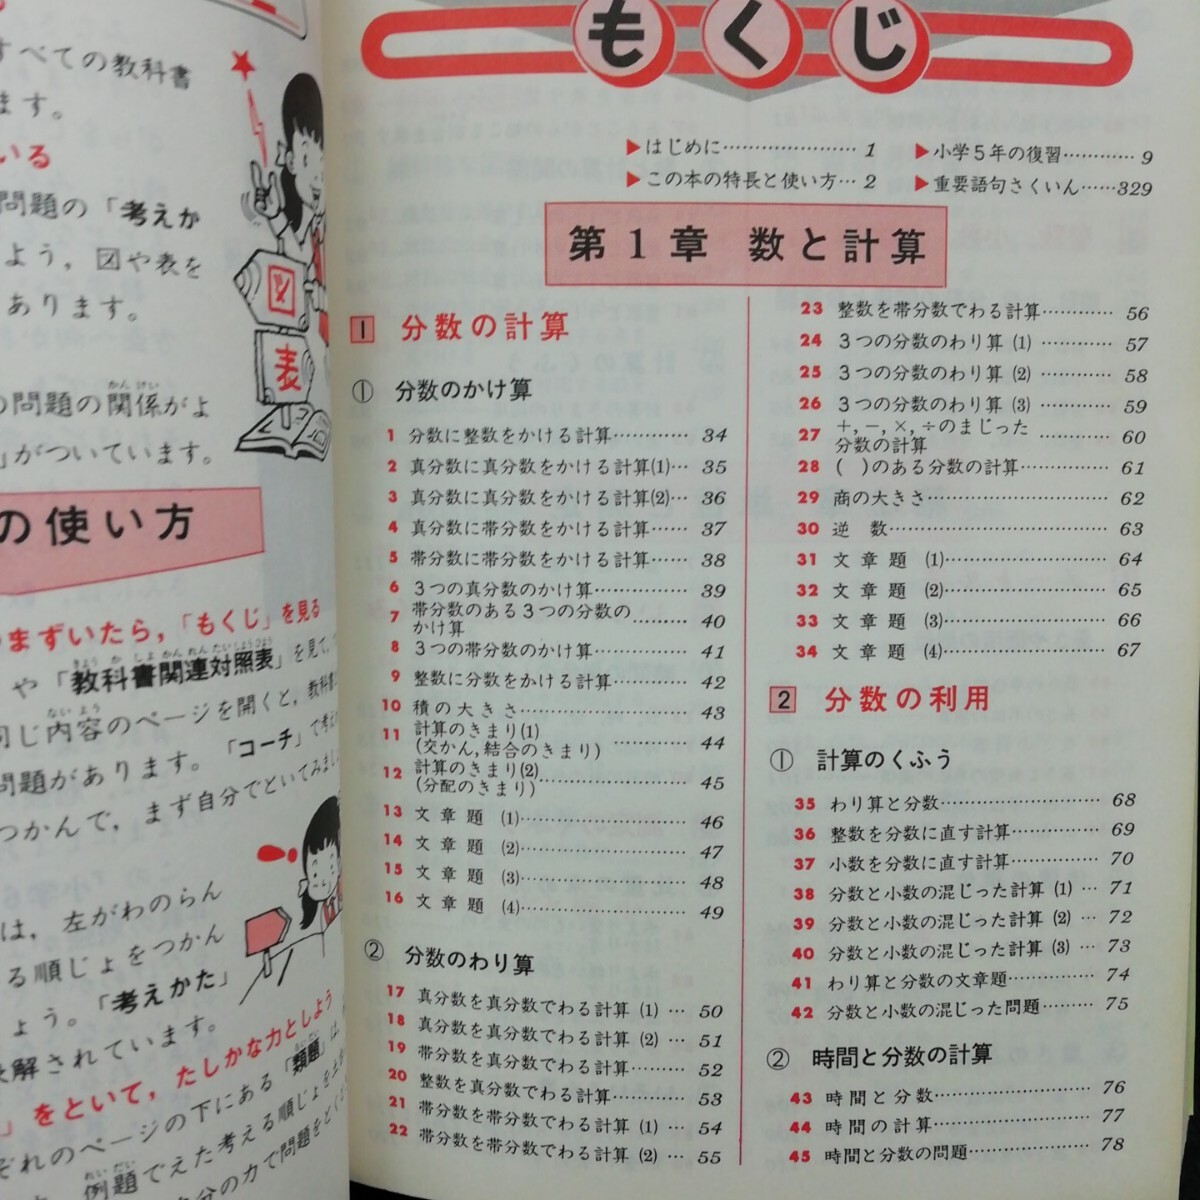 すべての教科書
ます。
いる
問題の「考えか
よう，図や表を
あります。
図
表
の問題の関係がよ
」がついています。
の使い方
まずいたら，「もくじ」を見る
や「教科書関連対照表」を見て，
同じ内容のページを開くと，教科書
問題があります。「コーチ」で考え
つかんで，まず自分でといてみまし
は，左がわのらん
る順じょをつかん
ょう。「考えかた」
解されています。
」をといて，たしかな力としよう
ぞれのページの下にある「類題」は，
例題でえた考える順じょを
分の力で問題をとく
もくじ
▶はじめに……………… 1
▶この本の特長と使い方… 2
▶小学5年の復習……… 9
▶重要語句さくいん……329
第1章 数と計算
1 分数の計算
① 分数のかけ算
1 分数に整数をかける計算………… 34
2 真分数に真分数をかける計算(1)… 35
3 真分数に真分数をかける計算(2)… 36
4 真分数に帯分数をかける計算…… 37
5 帯分数に帯分数をかける計算…… 38
6 3つの真分数のかけ算…………… 39
7 帯分数のある3つの分数の
かけ算……… 40
8 3つの帯分数のかけ算…………… 41
9 整数に分数をかける計算………… 42
10 積の大きさ……………………… 43
11 計算のきまり(1)
(交かん，結合のきまり)………… 44
12 計算のきまり(2)
(分配のきまり)………………… 45
13 文章題 (1)…………………… 46
14 文章題 (2)…………………… 47
15 文章題 (3)…………………… 48
16 文章題 (4)…………………… 49
② 分数のわり算
17 真分数を真分数でわる計算 (1) … 50
18 真分数を真分数でわる計算 (2) … 51
19 帯分数を真分数でわる計算……… 52
20 整数を真分数でわる計算………… 53
21 帯分数を帯分数でわる計算 (1) … 54
22 帯分数を帯分数でわる計算 (2) … 55
23 整数を帯分数でわる計算………… 56
24 3つの分数のわり算 (1) ………… 57
25 3つの分数のわり算 (2) ………… 58
26 3つの分数のわり算 (3) ………… 59
27 ＋，－，×，÷のまじった
分数の計算 ………… 60
28 ( )のある分数の計算…………… 61
29 商の大きさ……………………… 62
30 逆数……………………………… 63
31 文章題 (1)…………………… 64
32 文章題 (2)…………………… 65
33 文章題 (3)…………………… 66
34 文章題 (4)…………………… 67
2 分数の利用
① 計算のくふう
35 わり算と分数…………………… 68
36 整数を分数に直す計算………… 69
37 小数を分数に直す計算………… 70
38 分数と小数の混じった計算 (1) … 71
39 分数と小数の混じった計算 (2) … 72
40 分数と小数の混じった計算 (3) … 73
41 わり算と分数の文章題………… 74
42 分数と小数の混じった問題…… 75
② 時間と分数の計算
43 時間と分数……………………… 76
44 時間の計算……………………… 77
45 時間と分数の問題……………… 78